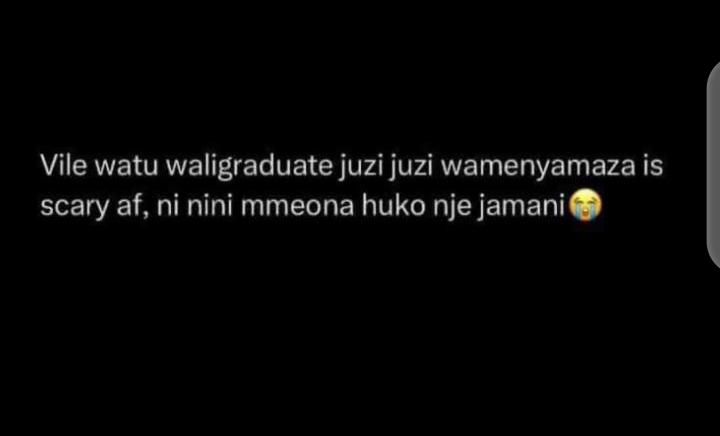 Vile watu waligraduate juzi juzi wamenyamaza is
scary af, ni nini mmeona huko nje jamani😭